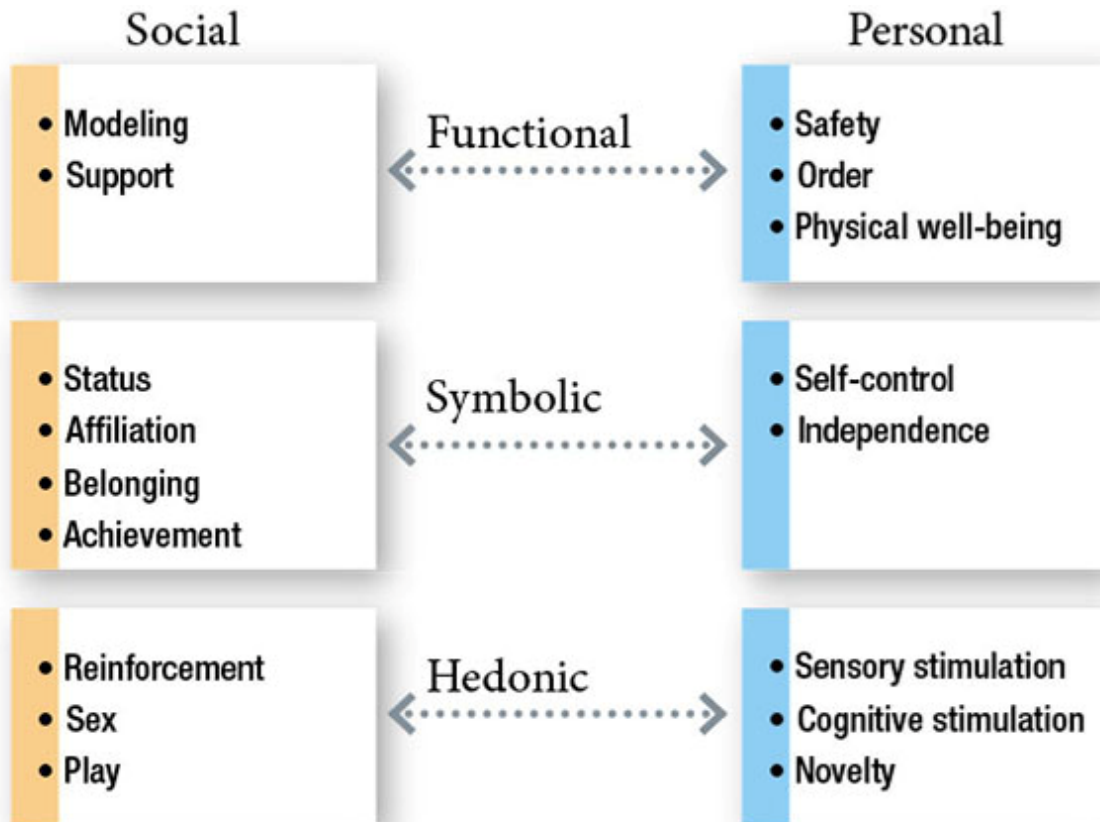 Social
Personal
• Modeling
• Support
Functional
• Safety
• Order
• Physical well-being
• Status
• Affiliation
• Belonging
• Achievement
Symbolic
• Self-control
• Independence
• Reinforcement
• Sex
• Play
Hedonic
• Sensory stimulation
• Cognitive stimulation
• Novelty